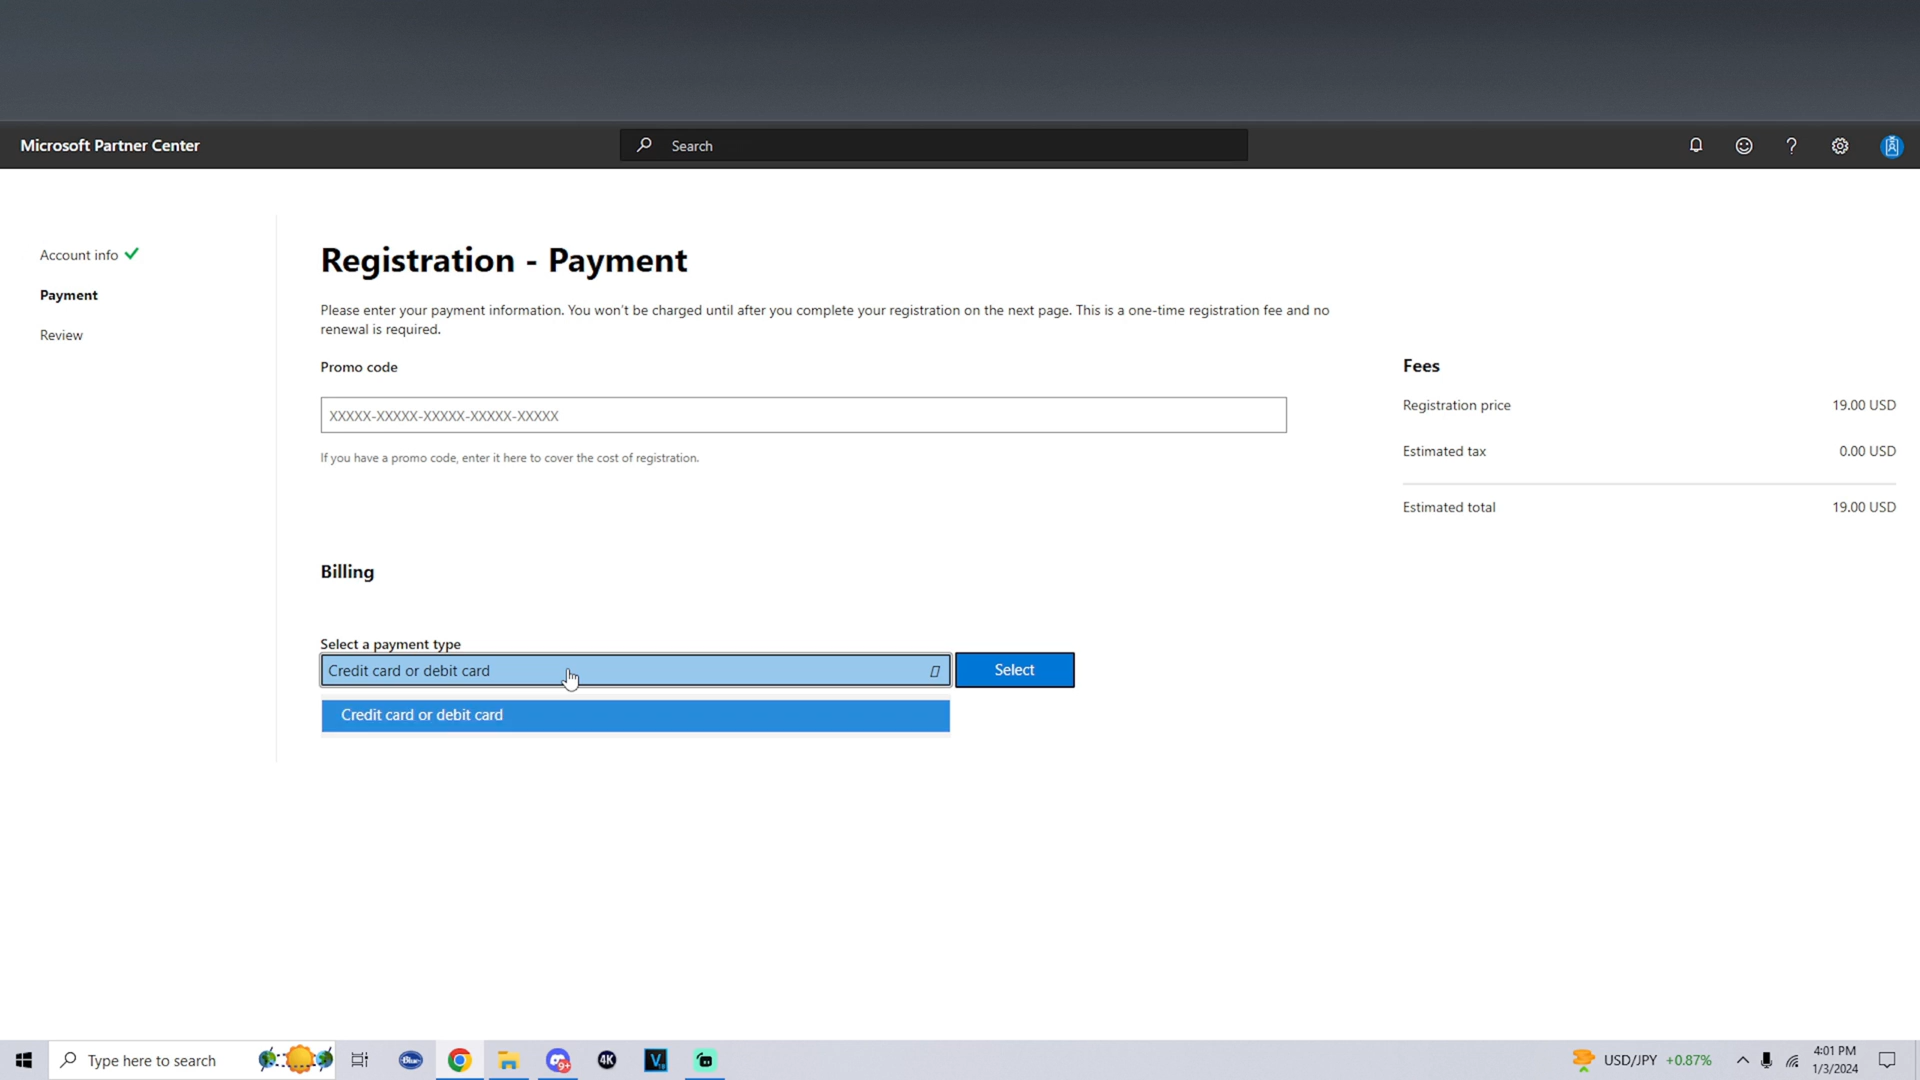 Microsoft Partner Center
Search
Account info
Payment
Review
Registration - Payment
Please enter your payment information. You won't be charged until after you complete your registration on the next page. This is a one-time registration fee and no
renewal is required.
Promo code
XXXXX-XXXXX-XXXXX-XXXXX-XXXXX
If you have a promo code, enter it here to cover the cost of registration.
Fees
Registration price 19.00 USD
Estimated tax 0.00 USD
Estimated total 19.00 USD
Billing
Select a payment type
Credit card or debit card
Select
Credit card or debit card
Type here to search
Blue
9+
4K
V
USD/JPY +0.87%
4:01 PM
1/3/2024